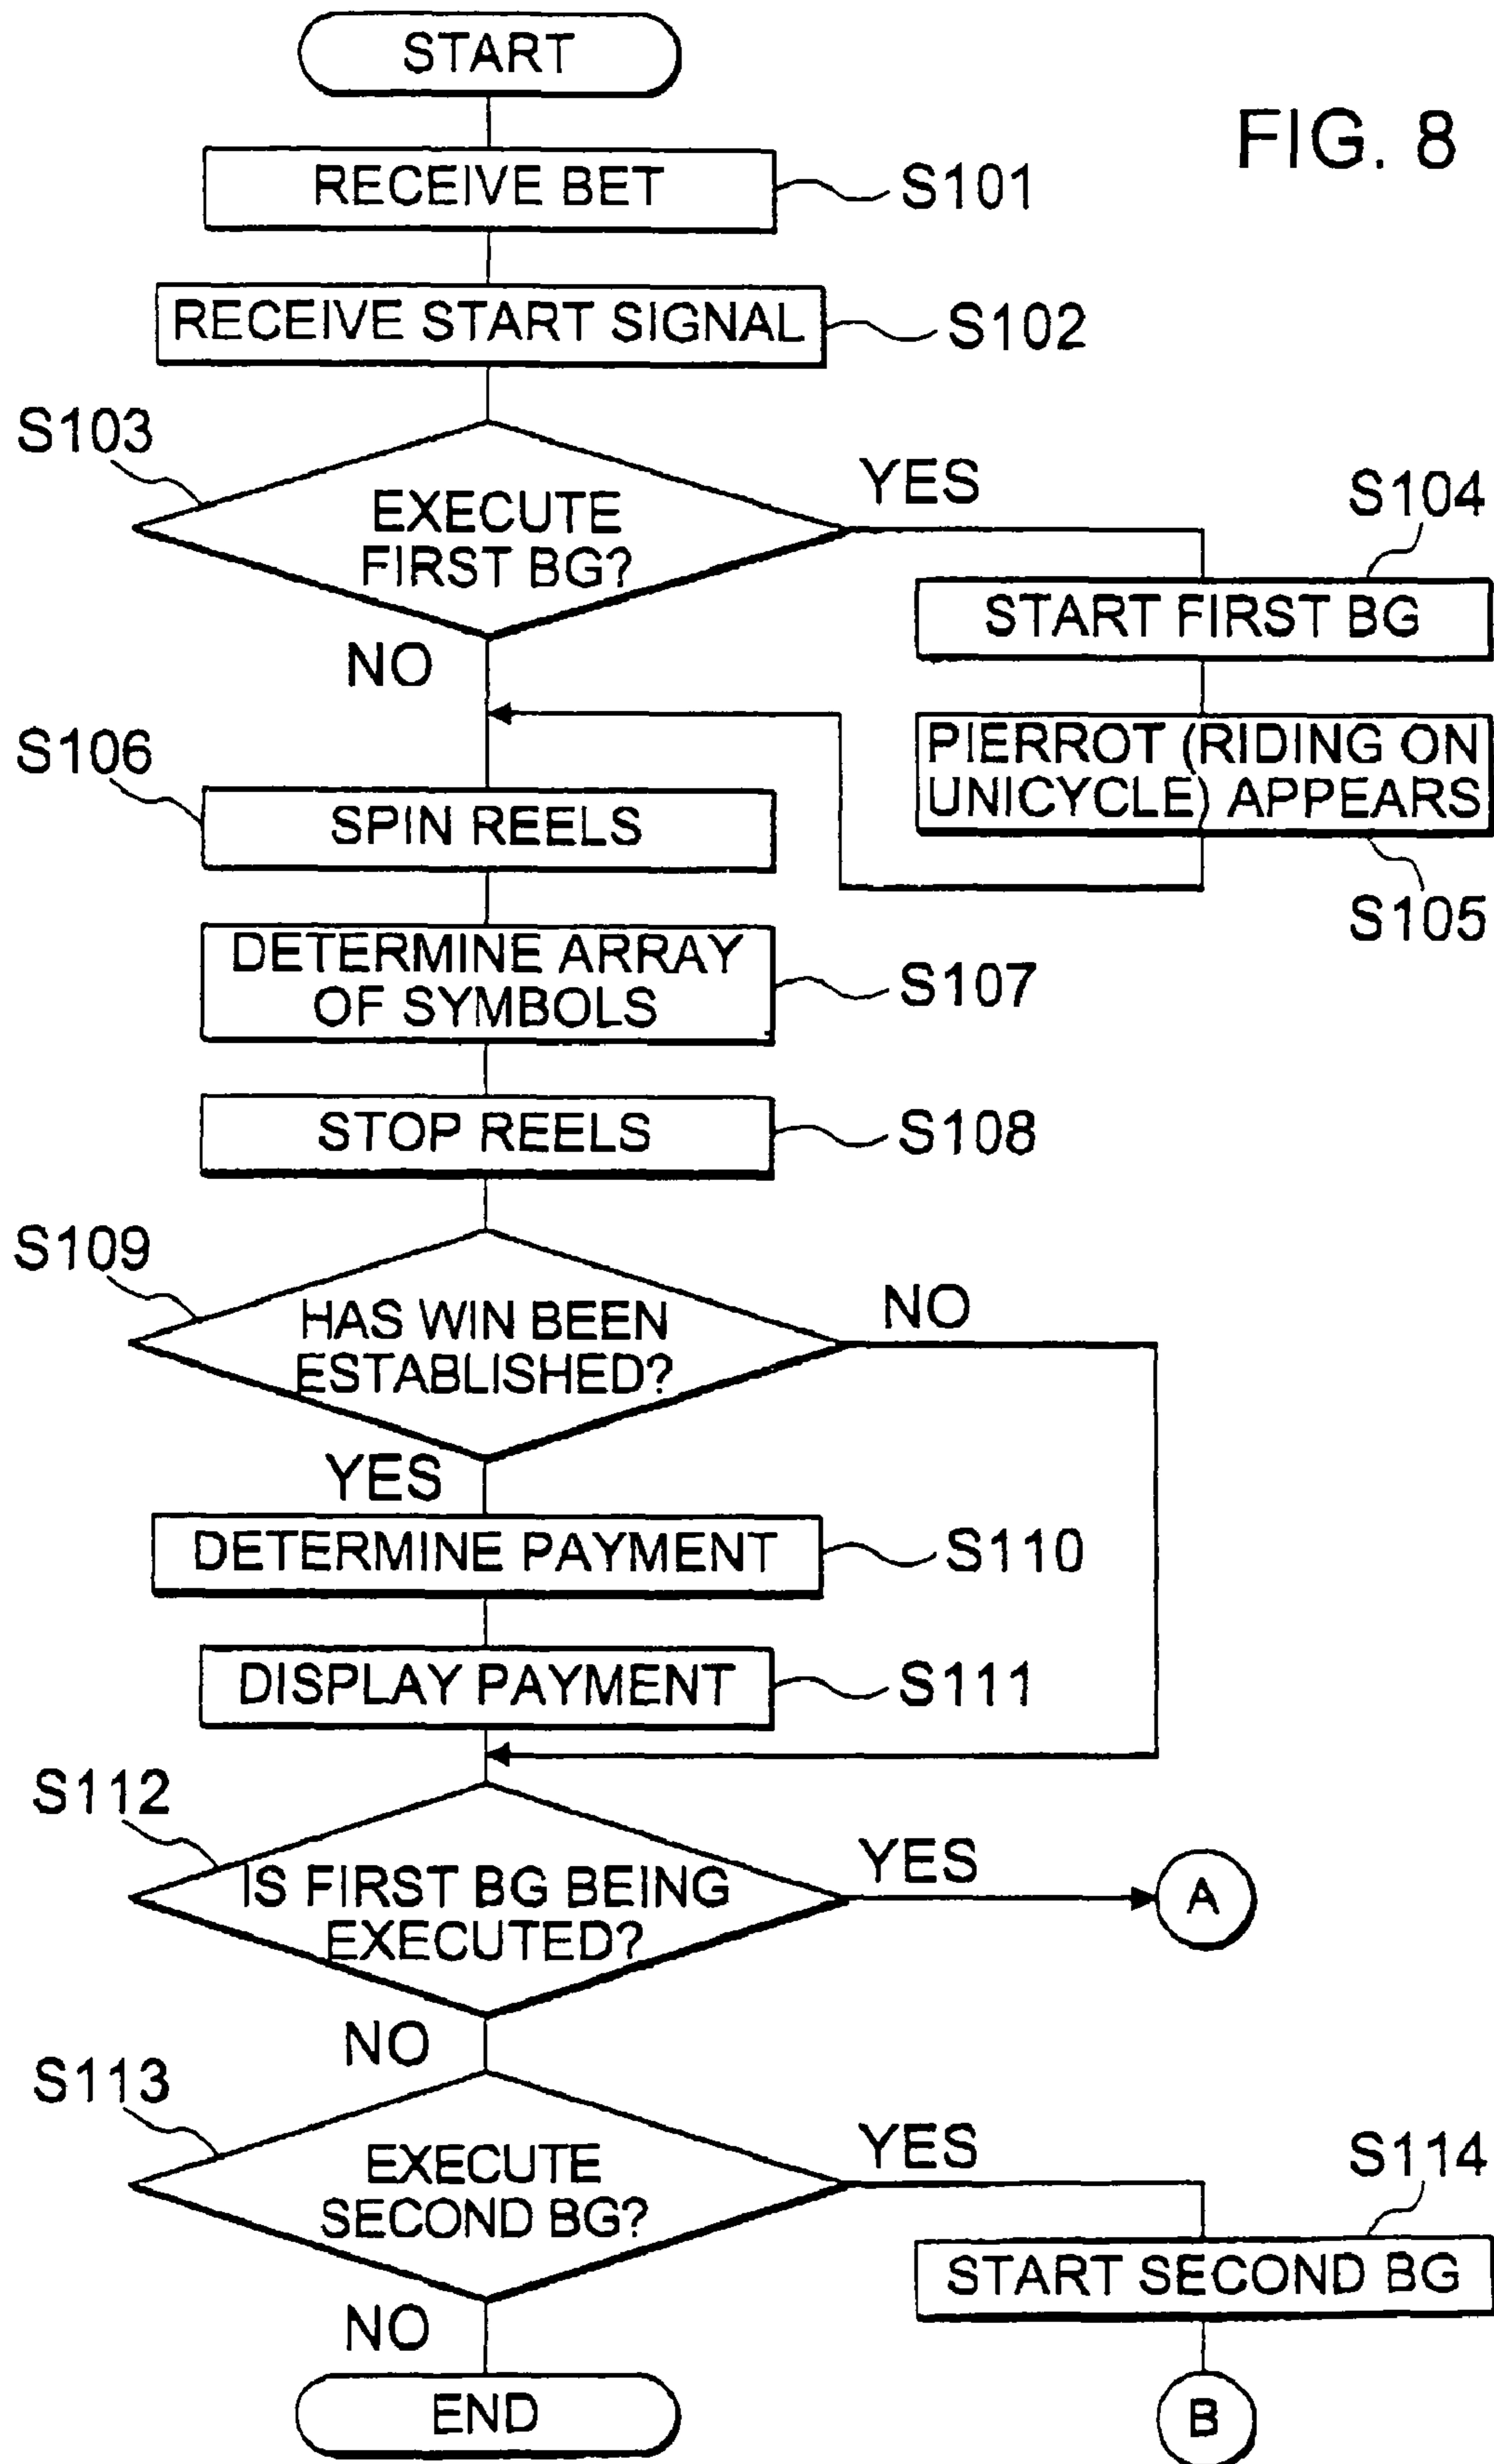 START
FIG. 8
RECEIVE BET
S101
RECEIVE START SIGNAL
S102
S103
EXECUTE
FIRST BG?
YES
NO
S104
START FIRST BG
PIERROT (RIDING ON
UNICYCLE) APPEARS
S105
S106
SPIN REELS
DETERMINE ARRAY
OF SYMBOLS
S107
STOP REELS
S108
S109
HAS WIN BEEN
ESTABLISHED?
NO
YES
DETERMINE PAYMENT
S110
DISPLAY PAYMENT
S111
S112
IS FIRST BG BEING
EXECUTED?
YES
A
NO
S113
EXECUTE
SECOND BG?
YES
S114
START SECOND BG
NO
END
B